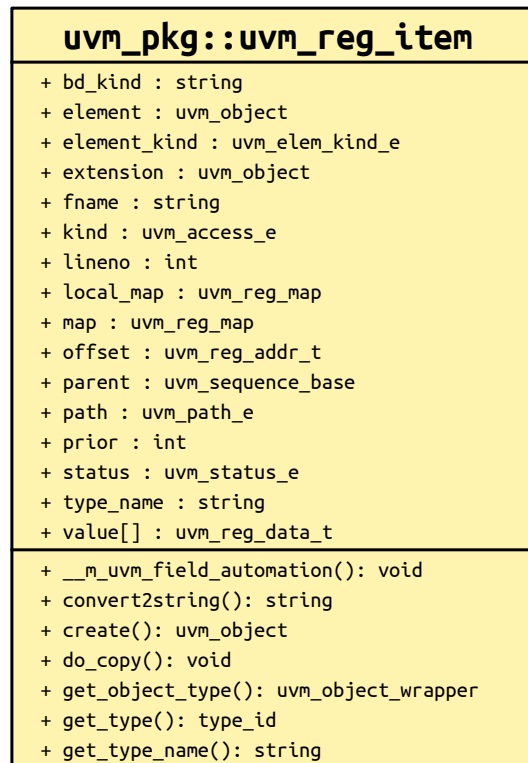 uvm_pkg::uvm_reg_item
+ bd_kind : string
+ element : uvm_object
+ element_kind : uvm_elem_kind_e
+ extension : uvm_object
+ fname : string
+ kind : uvm_access_e
+ lineno : int
+ local_map : uvm_reg_map
+ map : uvm_reg_map
+ offset : uvm_reg_addr_t
+ parent : uvm_sequence_base
+ path : uvm_path_e
+ prior : int
+ status : uvm_status_e
+ type_name : string
+ value[] : uvm_reg_data_t
+ __m_uvm_field_automation(): void
+ convert2string(): string
+ create(): uvm_object
+ do_copy(): void
+ get_object_type(): uvm_object_wrapper
+ get_type(): type_id
+ get_type_name(): string